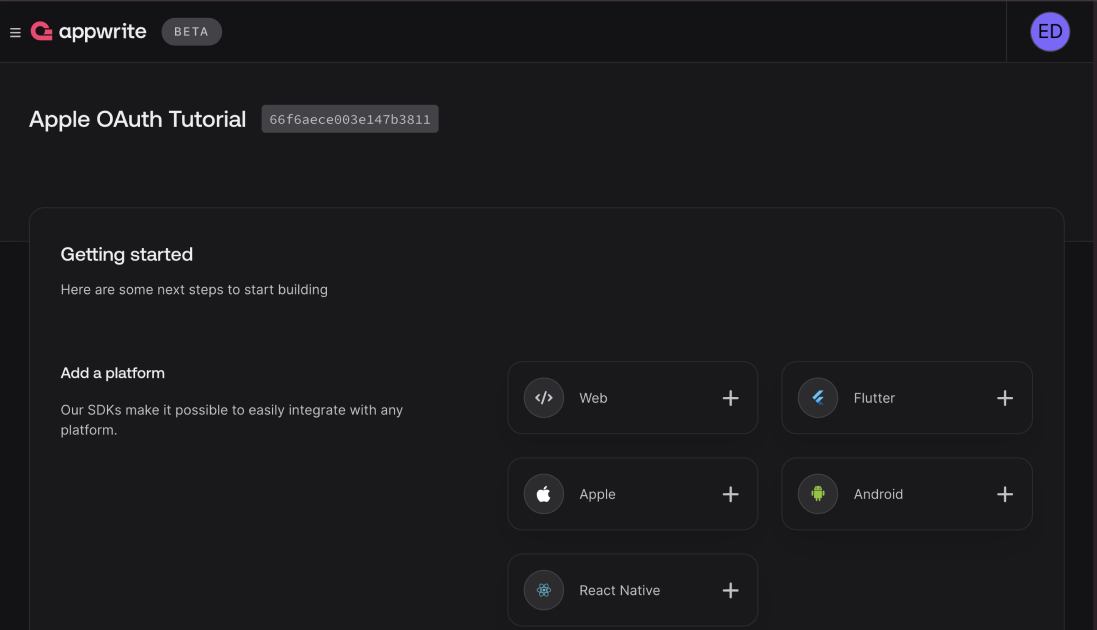 appwrite BETA ED
Apple OAuth Tutorial 66f6aece003e147b3811
Getting started
Here are some next steps to start building
Add a platform
Our SDKs make it possible to easily integrate with any
platform.
Web
Flutter
Apple
Android
React Native